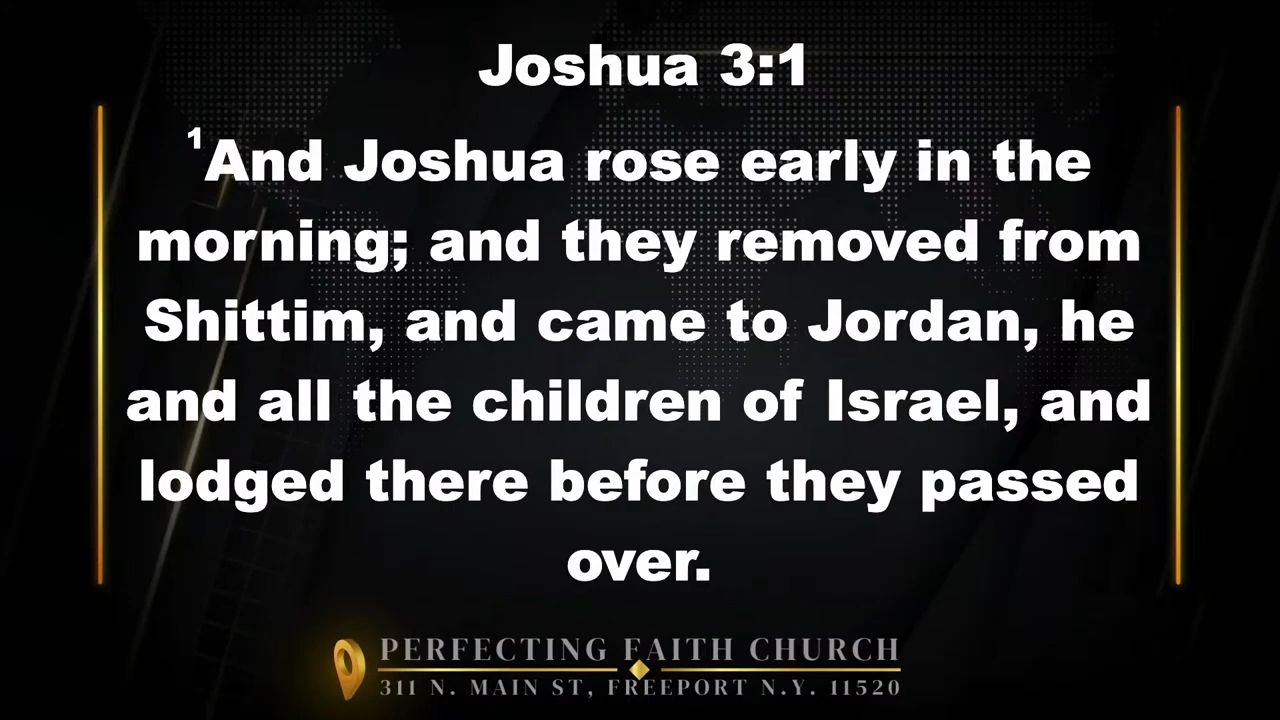 Joshua 3:1
¹And Joshua rose early in the
morning; and they removed from
Shittim, and came to Jordan, he
and all the children of Israel, and
lodged there before they passed
over.
PERFECTING FAITH CHURCH
311 N. MAIN ST, FREEPORT N.Y. 11520